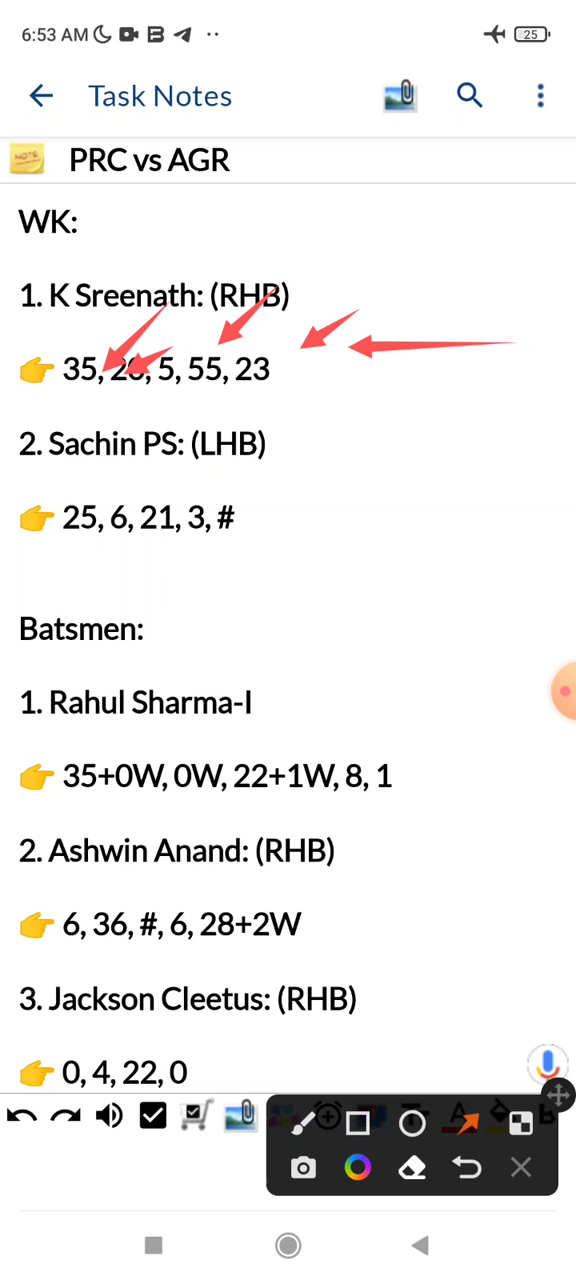 6:53 AM
25
Task Notes
NOTE
PRC vs AGR
WK:
1. K Sreenath: (RHB)
👉 35, 20, 5, 55, 23
2. Sachin PS: (LHB)
👉 25, 6, 21, 3, #
Batsmen:
1. Rahul Sharma-I
👉 35+0W, 0W, 22+1W, 8, 1
2. Ashwin Anand: (RHB)
👉 6, 36, #, 6, 28+2W
3. Jackson Cleetus: (RHB)
👉 0, 4, 22, 0